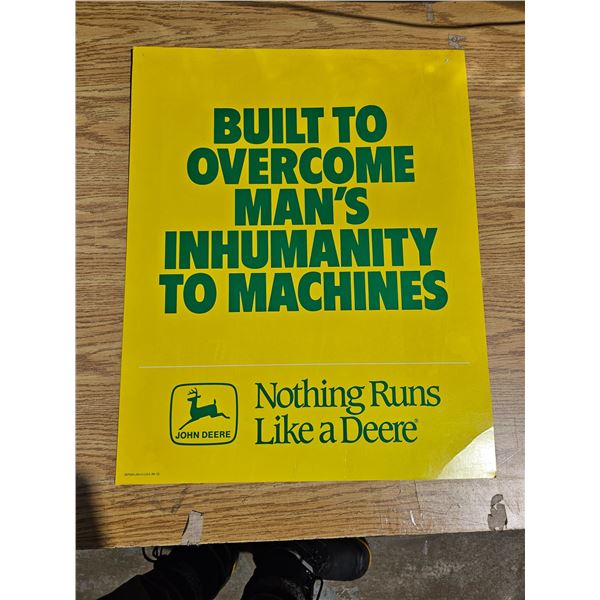 BUILT TO
OVERCOME
MAN'S
INHUMANITY
TO MACHINES
JOHN DEERE
Nothing Runs
Like a Deere®